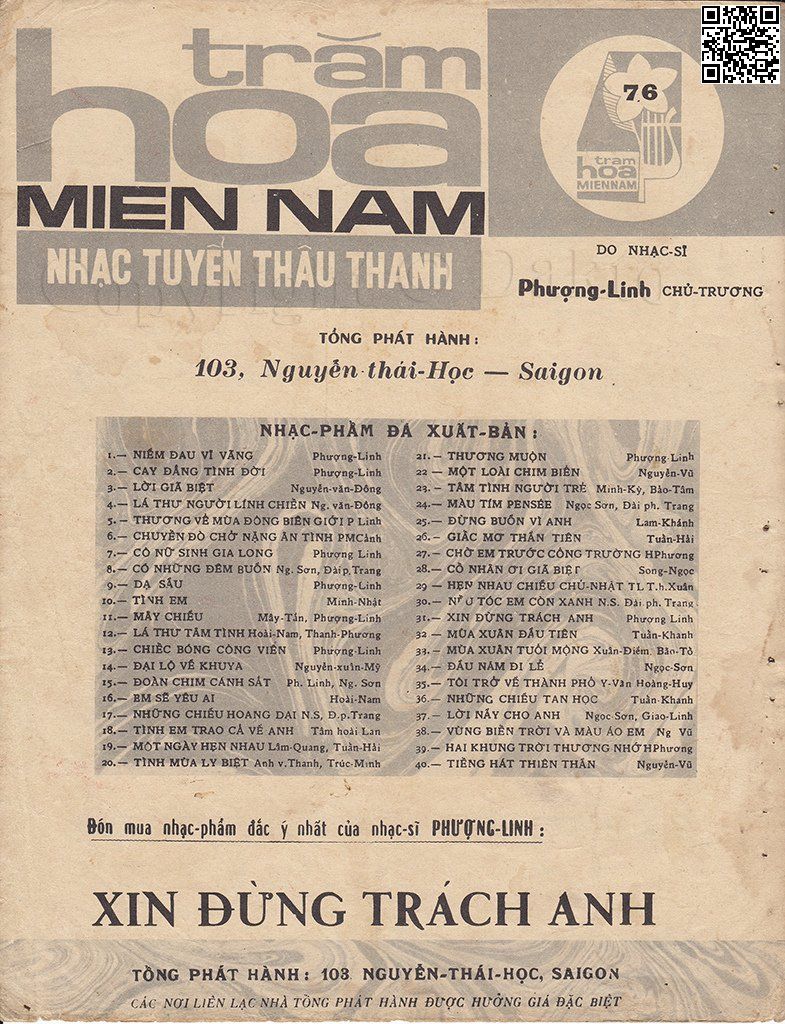 trăm
hoa
MIEN NAM
NHẠC TUYỂN THÂU THANH
76
tram
hoa
MIENNAM
DO NHẠC-SĨ
Phượng-Linh CHỦ-TRƯƠNG
TỔNG PHÁT HÀNH :
103, Nguyễn-thái-Học — Saigon
NHẠC-PHẨM ĐÃ XUẤT-BẢN :
1.— NIỀM ĐAU VĨ VÃNG Phượng-Linh
2.— CAY ĐẮNG TÌNH ĐỜI Phượng-Linh
3.— LỜI GIÃ BIỆT Nguyễn-văn-Đông
4.— LÁ THƯ NGƯỜI LÍNH CHIẾN Ng. văn-Đông
5.— THƯƠNG VỀ MÙA ĐÔNG BIÊN GIỚI P Linh
6.— CHUYẾN ĐÒ CHỞ NẶNG ÂN TÌNH PMCảnh
7.— CÔ NỮ SINH GIA LONG Phượng Linh
8.— CÓ NHỮNG ĐÊM BUỒN Ng. Sơn, Đàip, Trang
9.— DẠ SẦU Phượng-Linh
10.— TÌNH EM Minh-Nhật
11.— MÂY CHIỀU Mây-Tần, Phượng-Linh
12.— LÁ THƯ TÂM TÌNH Hoài-Nam, Thanh-Phương
13.— CHIẾC BÓNG CÔNG VIÊN Phượng-Linh
14.— ĐẠI LỘ VỀ KHUYA Nguyễn-xuân-Mỹ
15.— ĐOÀN CHIM CÁNH SẮT Ph. Linh, Ng. Sơn
16.— EM SẼ YÊU AI Hoài-Nam
17.— NHỮNG CHIỀU HOANG DẠI N.S, Đ.p.Trang
18.— TÌNH EM TRAO CẢ VỀ ANH Tâm hoài Lan
19.— MỘT NGÀY HẸN NHAU Lâm-Quang, Tuần-Hải
20.— TÌNH MÙA LY BIỆT Anh v.Thanh, Trúc-Minh
21.— THƯƠNG MUỘN Phượng-Linh
22 — MỘT LOÀI CHIM BIỂN Nguyễn-Vũ
23.— TÂM TÌNH NGƯỜI TRẺ Minh-Kỳ, Bảo-Tâm
24.— MÀU TÍM PENSÉE Ngọc Sơn, Đài ph. Trang
25.— ĐỪNG BUỒN VÌ ANH Lam-Khánh
26.— GIẤC MƠ THẦN TIÊN Tuấn-Hải
27.— CHỜ EM TRƯỚC CỔNG TRƯỜNG HPhương
28.— CỐ NHÂN ƠI GIÃ BIỆT Song-Ngọc
29 — HẸN NHAU CHIỀU CHỦ-NHẬT TL T.h.Xuân
30.— NẾU TÓC EM CÒN XANH N.S. Đài ph. Trang
31.— XIN ĐỪNG TRÁCH ANH Phượng Linh
32 — MÙA XUÂN ĐẦU TIÊN Tuấn-Khanh
33.— MÙA XUÂN TUỔI MỘNG Xuân-Điềm, Bảo-Tố
34.— ĐẦU NĂM ĐI LỄ Ngọc-Sơn
35.— TÔI TRỞ VỀ THÀNH PHỐ Y-Vân Hoàng-Huy
36.— NHỮNG CHIỀU TAN HỌC Tuấn-Khanh
37.— LỜI NẦY CHO ANH Ngọc-Sơn, Giao-Linh
38.— VÙNG BIỂN TRỜI VÀ MÀU ÁO EM Ng Vũ
39.— HAI KHUNG TRỜI THƯƠNG NHỚ HPhương
40.— TIẾNG HÁT THIÊN THẦN Nguyễn-Vũ
Đón mua nhạc-phẩm đắc ý nhất của nhạc-sĩ PHƯỢNG-LINH :
XIN ĐỪNG TRÁCH ANH
TỔNG PHÁT HÀNH : 103 NGUYỄN-THÁI-HỌC, SAIGON
CÁC NƠI LIÊN LẠC NHÀ TỔNG PHÁT HÀNH ĐƯỢC HƯỞNG GIÁ ĐẶC BIỆT